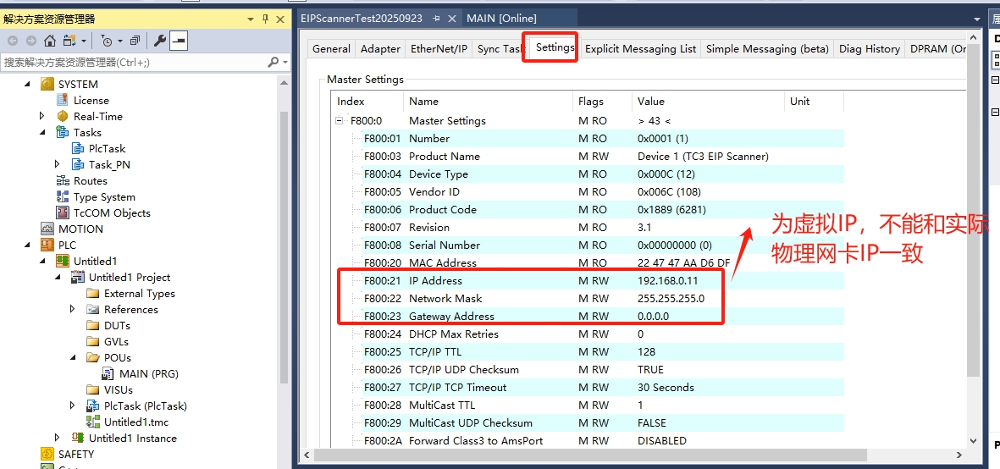 解决方案资源管理器
搜索解决方案资源管理器(Ctrl+;)
SYSTEM
License
Real-Time
Tasks
PlcTask
Task_PN
Routes
Type System
TcCOM Objects
MOTION
PLC
Untitled1
Untitled1 Project
External Types
References
DUTs
GVLs
POUs
MAIN (PRG)
VISUs
PlcTask (PlcTask)
Untitled1.tmc
Untitled1 Instance
SAFETY
EIPScannerTest20250923
MAIN [Online]
General Adapter EtherNet/IP Sync Task Settings Explicit Messaging List Simple Messaging (beta) Diag History DPRAM (On
Master Settings
Index Name Flags Value Unit
F800:0 Master Settings M RO > 43 <
F800:01 Number M RO 0x0001 (1)
F800:03 Product Name M RW Device 1 (TC3 EIP Scanner)
F800:04 Device Type M RO 0x000C (12)
F800:05 Vendor ID M RO 0x006C (108)
F800:06 Product Code M RO 0x1889 (6281)
F800:07 Revision M RO 3.1
F800:08 Serial Number M RO 0x00000000 (0)
F800:20 MAC Address M RO 22 47 47 AA D6 DF
F800:21 IP Address M RW 192.168.0.11
F800:22 Network Mask M RW 255.255.255.0
F800:23 Gateway Address M RW 0.0.0.0
F800:24 DHCP Max Retries M RW 0
F800:25 TCP/IP TTL M RW 128
F800:26 TCP/IP UDP Checksum M RW TRUE
F800:27 TCP/IP TCP Timeout M RW 30 Seconds
F800:28 MultiCast TTL M RW 1
F800:29 MultiCast UDP Checksum M RW FALSE
F800:2A Forward Class3 to AmsPort M RW DISABLED
为虚拟IP，不能和实际
物理网卡IP一致